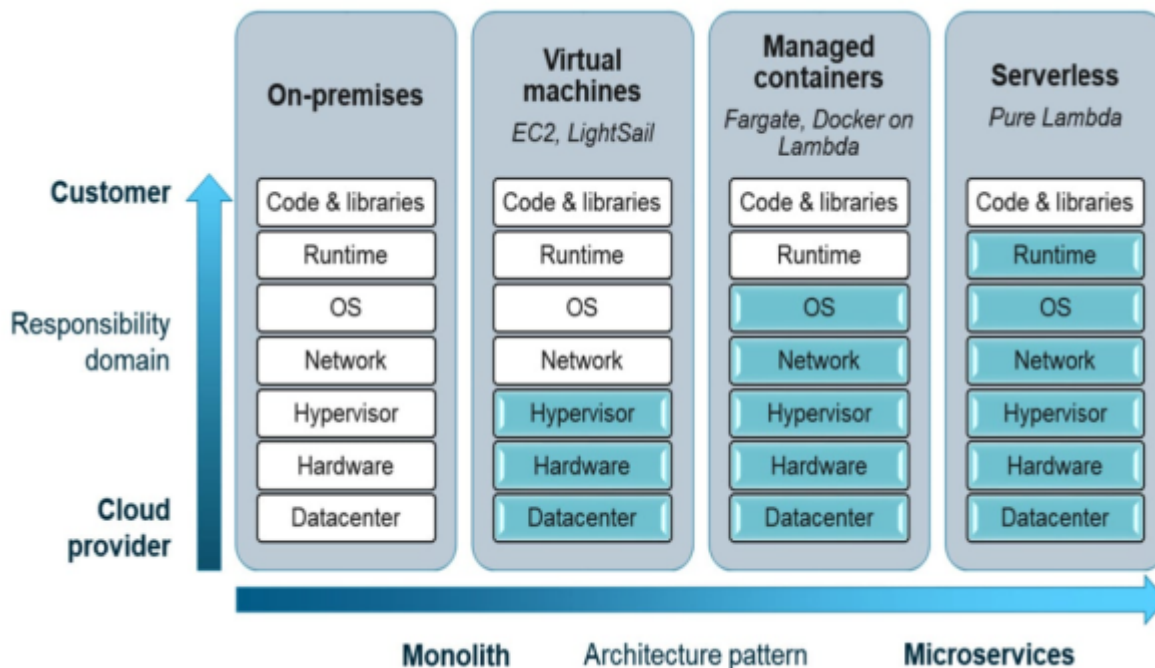 On-premises
Virtual
machines
EC2, LightSail
Managed
containers
Fargate, Docker on
Lambda
Serverless
Pure Lambda
Customer
Responsibility
domain
Cloud
provider
Code & libraries
Runtime
OS
Network
Hypervisor
Hardware
Datacenter
Code & libraries
Runtime
OS
Network
Hypervisor
Hardware
Datacenter
Code & libraries
Runtime
OS
Network
Hypervisor
Hardware
Datacenter
Code & libraries
Runtime
OS
Network
Hypervisor
Hardware
Datacenter
Monolith
Architecture pattern
Microservices